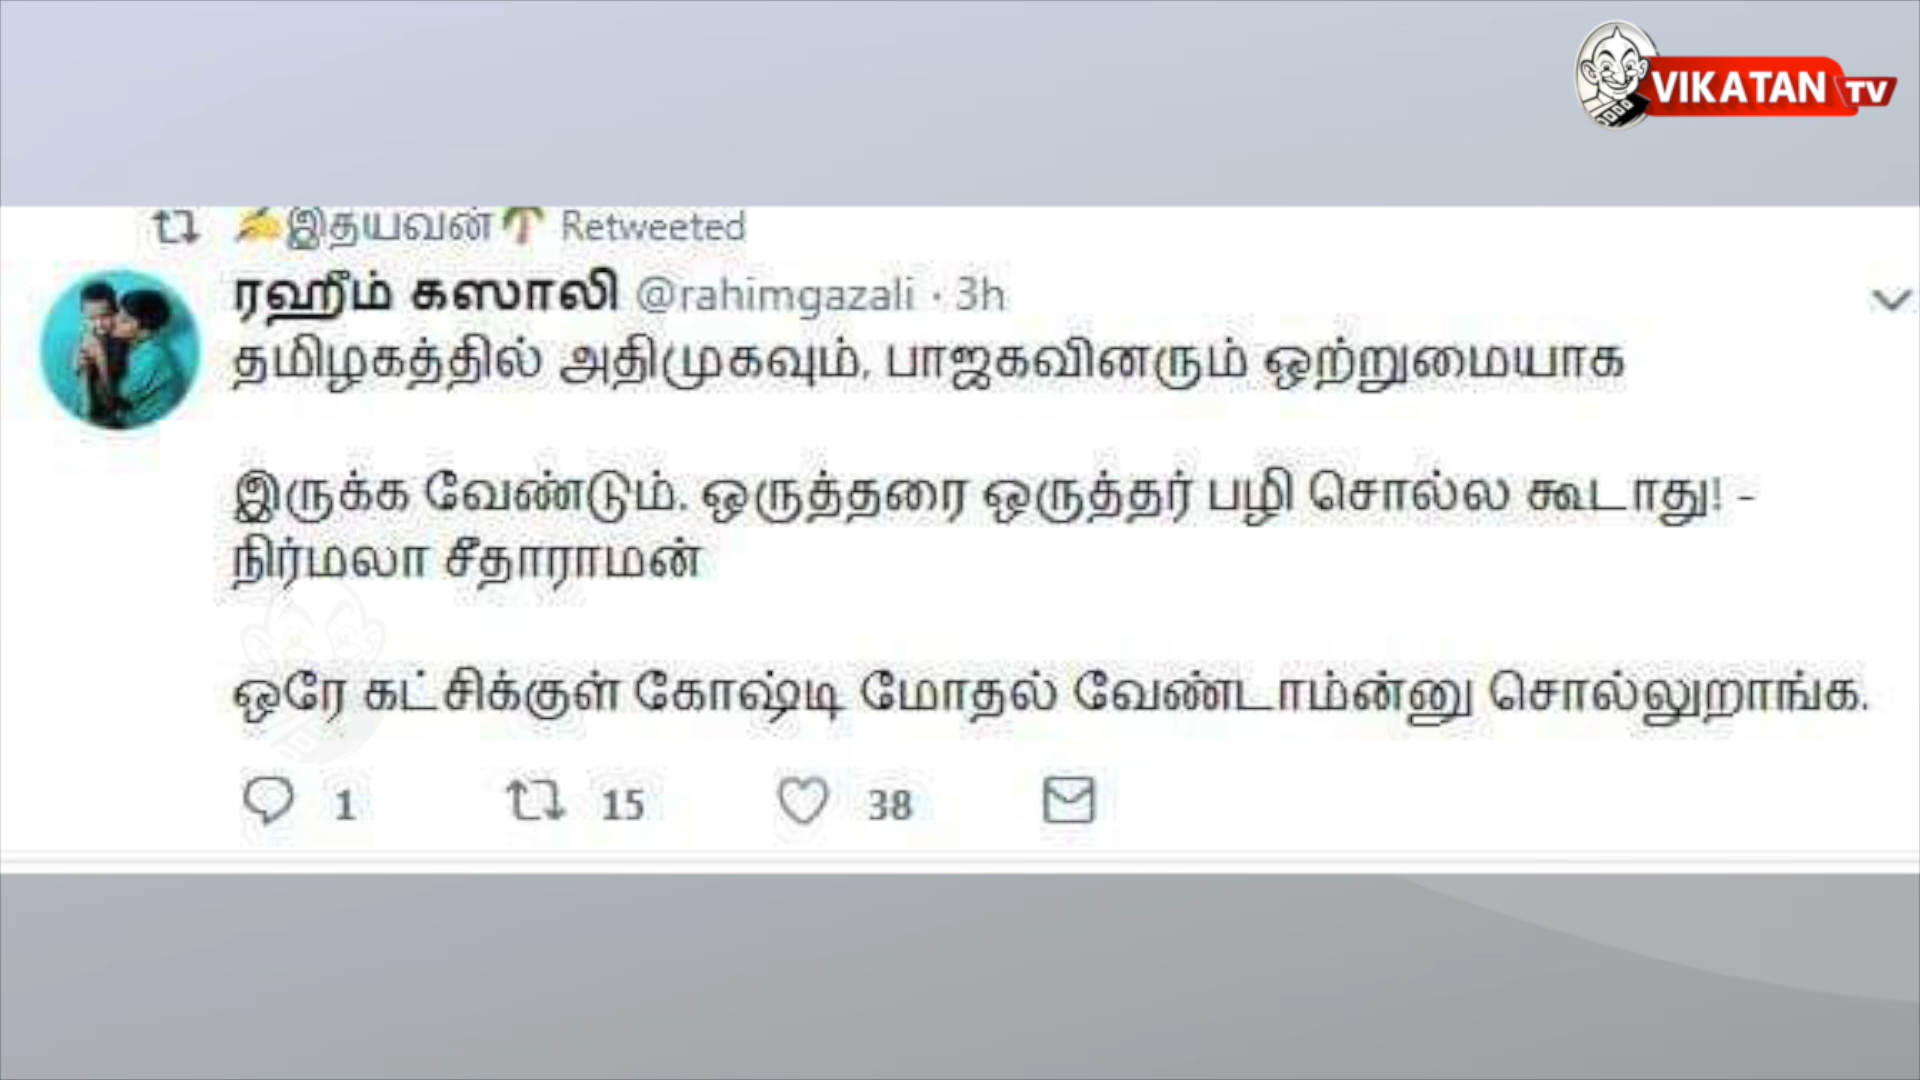 VIKATAN TV
இதயவன் Retweeted
ரஹீம் கஸாலி @rahimgazali · 3h
தமிழகத்தில் அதிமுகவும், பாஜகவினரும் ஒற்றுமையாக
இருக்க வேண்டும். ஒருத்தரை ஒருத்தர் பழி சொல்ல கூடாது! -
நிர்மலா சீதாராமன்
ஒரே கட்சிக்குள் கோஷ்டி மோதல் வேண்டாம்ன்னு சொல்லுறாங்க.
1 15 38